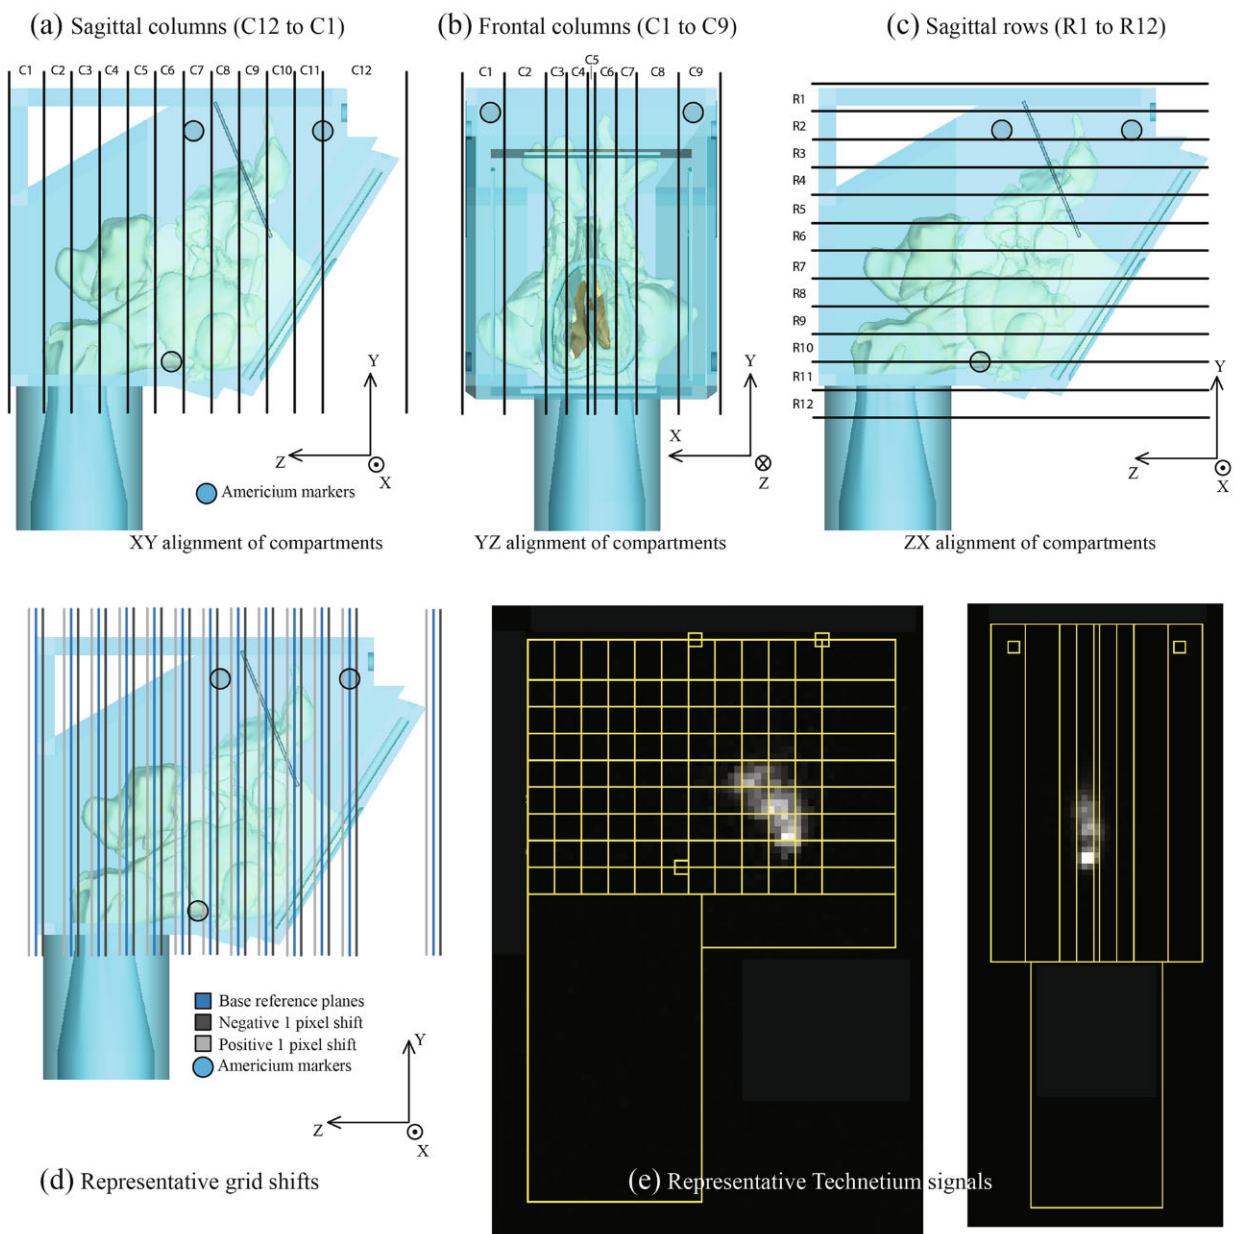 (a) Sagittal columns (C12 to C1)
C1 C2 C3 C4 C5 C6 C7 C8 C9 C10 C11 C12
Y
Z
X
Americium markers
XY alignment of compartments
(b) Frontal columns (C1 to C9)
C5
C1 C2 C3 C4 C6 C7 C8 C9
Y
X
Z
YZ alignment of compartments
(c) Sagittal rows (R1 to R12)
R1
R2
R3
R4
R5
R6
R7
R8
R9
R10
R11
R12
Y
Z
X
ZX alignment of compartments
Base reference planes
Negative 1 pixel shift
Positive 1 pixel shift
Americium markers
Y
Z
X
(d) Representative grid shifts
(e) Representative Technetium signals